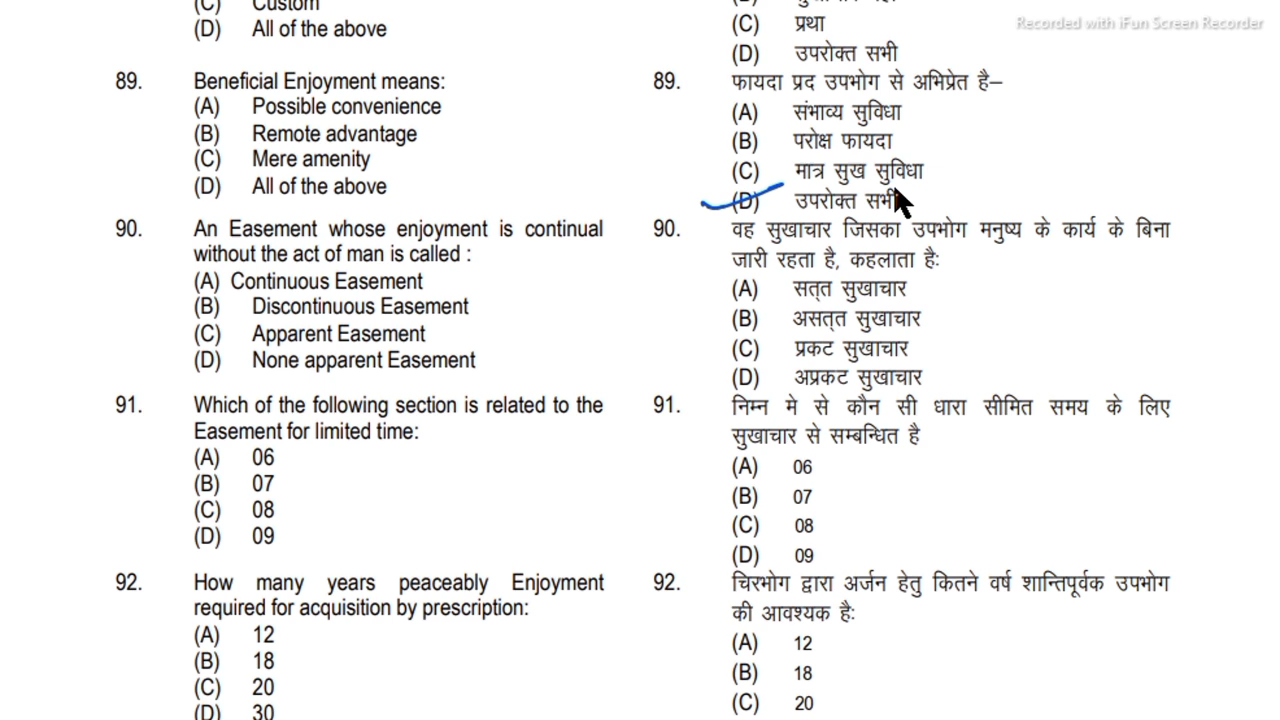 (C) Custom
(D) All of the above
89. Beneficial Enjoyment means:
(A) Possible convenience
(B) Remote advantage
(C) Mere amenity
(D) All of the above
90. An Easement whose enjoyment is continual
without the act of man is called :
(A) Continuous Easement
(B) Discontinuous Easement
(C) Apparent Easement
(D) None apparent Easement
91. Which of the following section is related to the
Easement for limited time:
(A) 06
(B) 07
(C) 08
(D) 09
92. How many years peaceably Enjoyment
required for acquisition by prescription:
(A) 12
(B) 18
(C) 20
(D) 30
Recorded with iFun Screen Recorder
(C) प्रथा
(D) उपरोक्त सभी
89. फायदा प्रद उपभोग से अभिप्रेत है–
(A) संभाव्य सुविधा
(B) परोक्ष फायदा
(C) मात्र सुख सुविधा
(D) उपरोक्त सभी
90. वह सुखाचार जिसका उपभोग मनुष्य के कार्य के बिना
जारी रहता है, कहलाता है:
(A) सत्त सुखाचार
(B) असत्त सुखाचार
(C) प्रकट सुखाचार
(D) अप्रकट सुखाचार
91. निम्न मे से कौन सी धारा सीमित समय के लिए
सुखाचार से सम्बन्धित है
(A) 06
(B) 07
(C) 08
(D) 09
92. चिरभोग द्वारा अर्जन हेतु कितने वर्ष शान्तिपूर्वक उपभोग
की आवश्यक है:
(A) 12
(B) 18
(C) 20